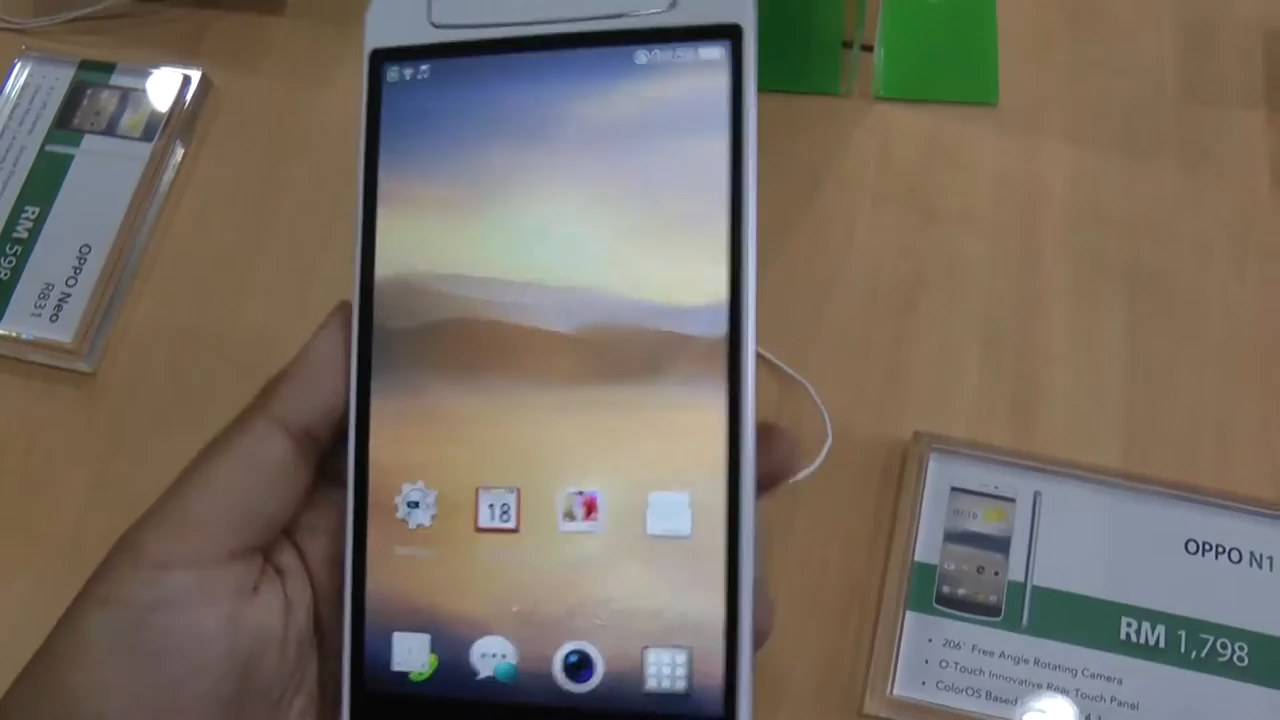 OPPO Neo
R831
RM 598
18
OPPO N1
RM 1,798
• 206° Free Angle Rotating Camera
• O-Touch Innovative Rear Touch Panel
• ColorOS Based